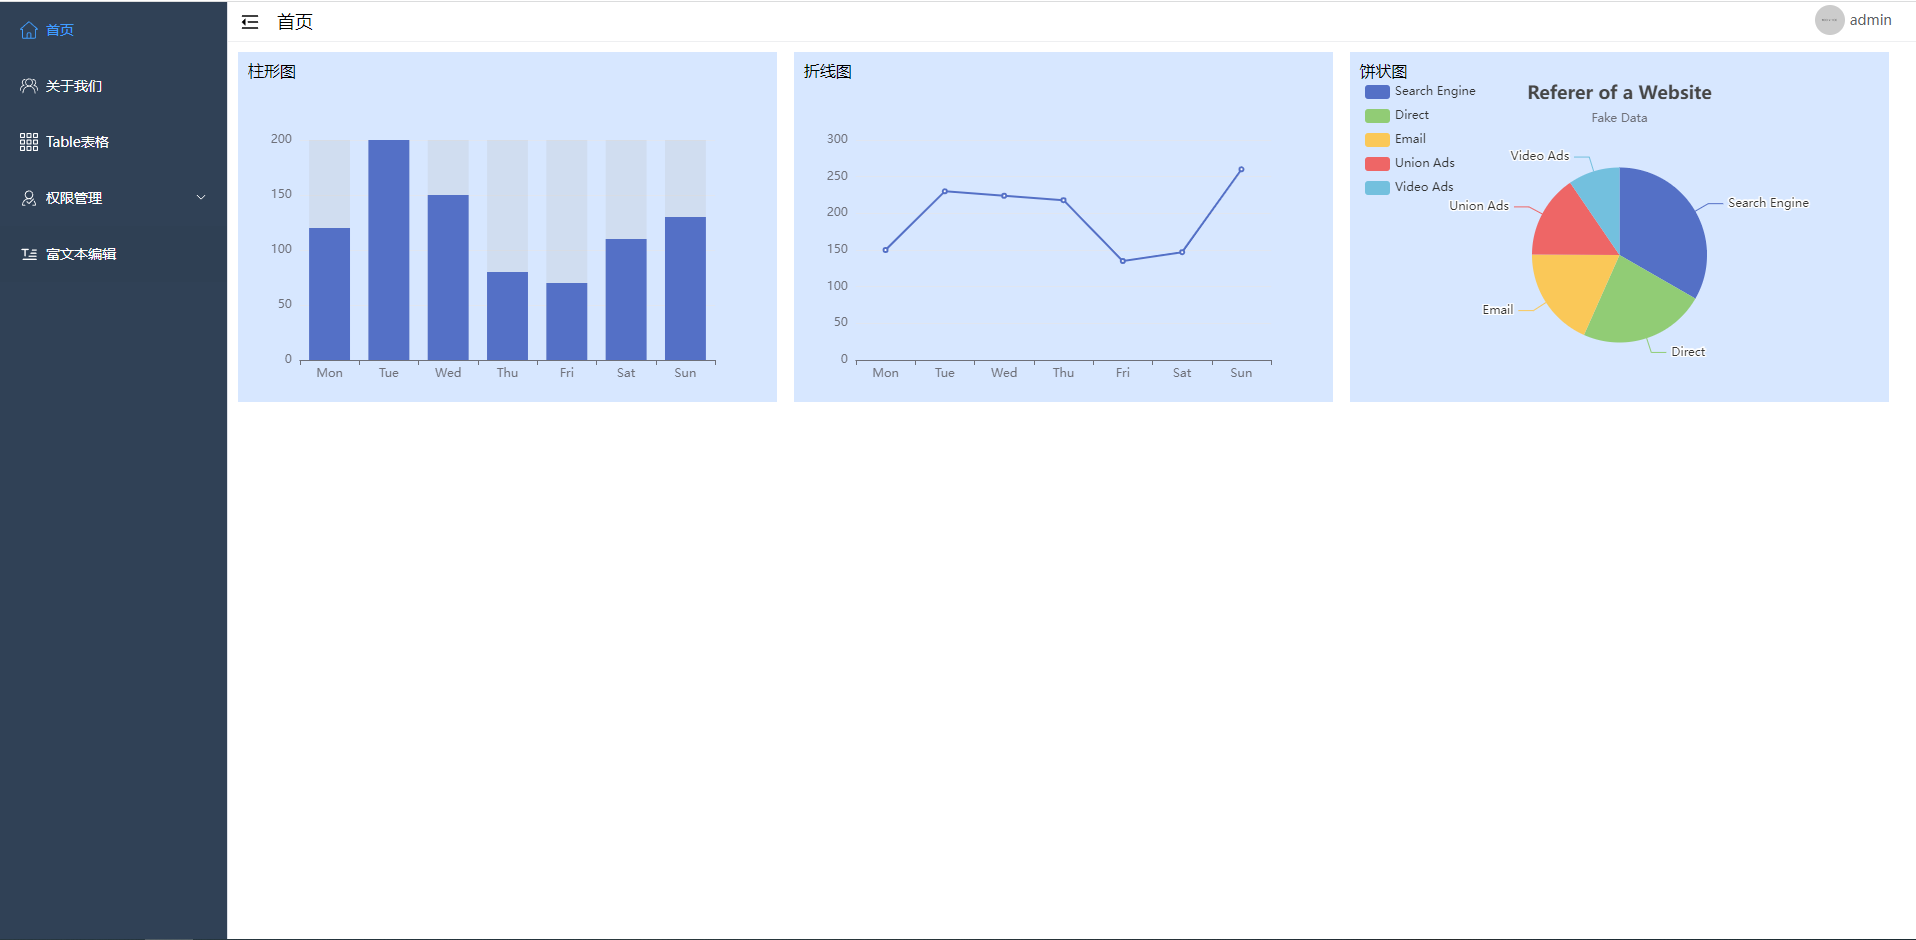 首页
关于我们
Table表格
权限管理
富文本编辑
首页
admin
柱形图
200
150
100
50
0
Mon Tue Wed Thu Fri Sat Sun
折线图
300
250
200
150
100
50
0
Mon Tue Wed Thu Fri Sat Sun
饼状图
Search Engine
Direct
Email
Union Ads
Video Ads
Referer of a Website
Fake Data
Video Ads
Union Ads
Search Engine
Email
Direct